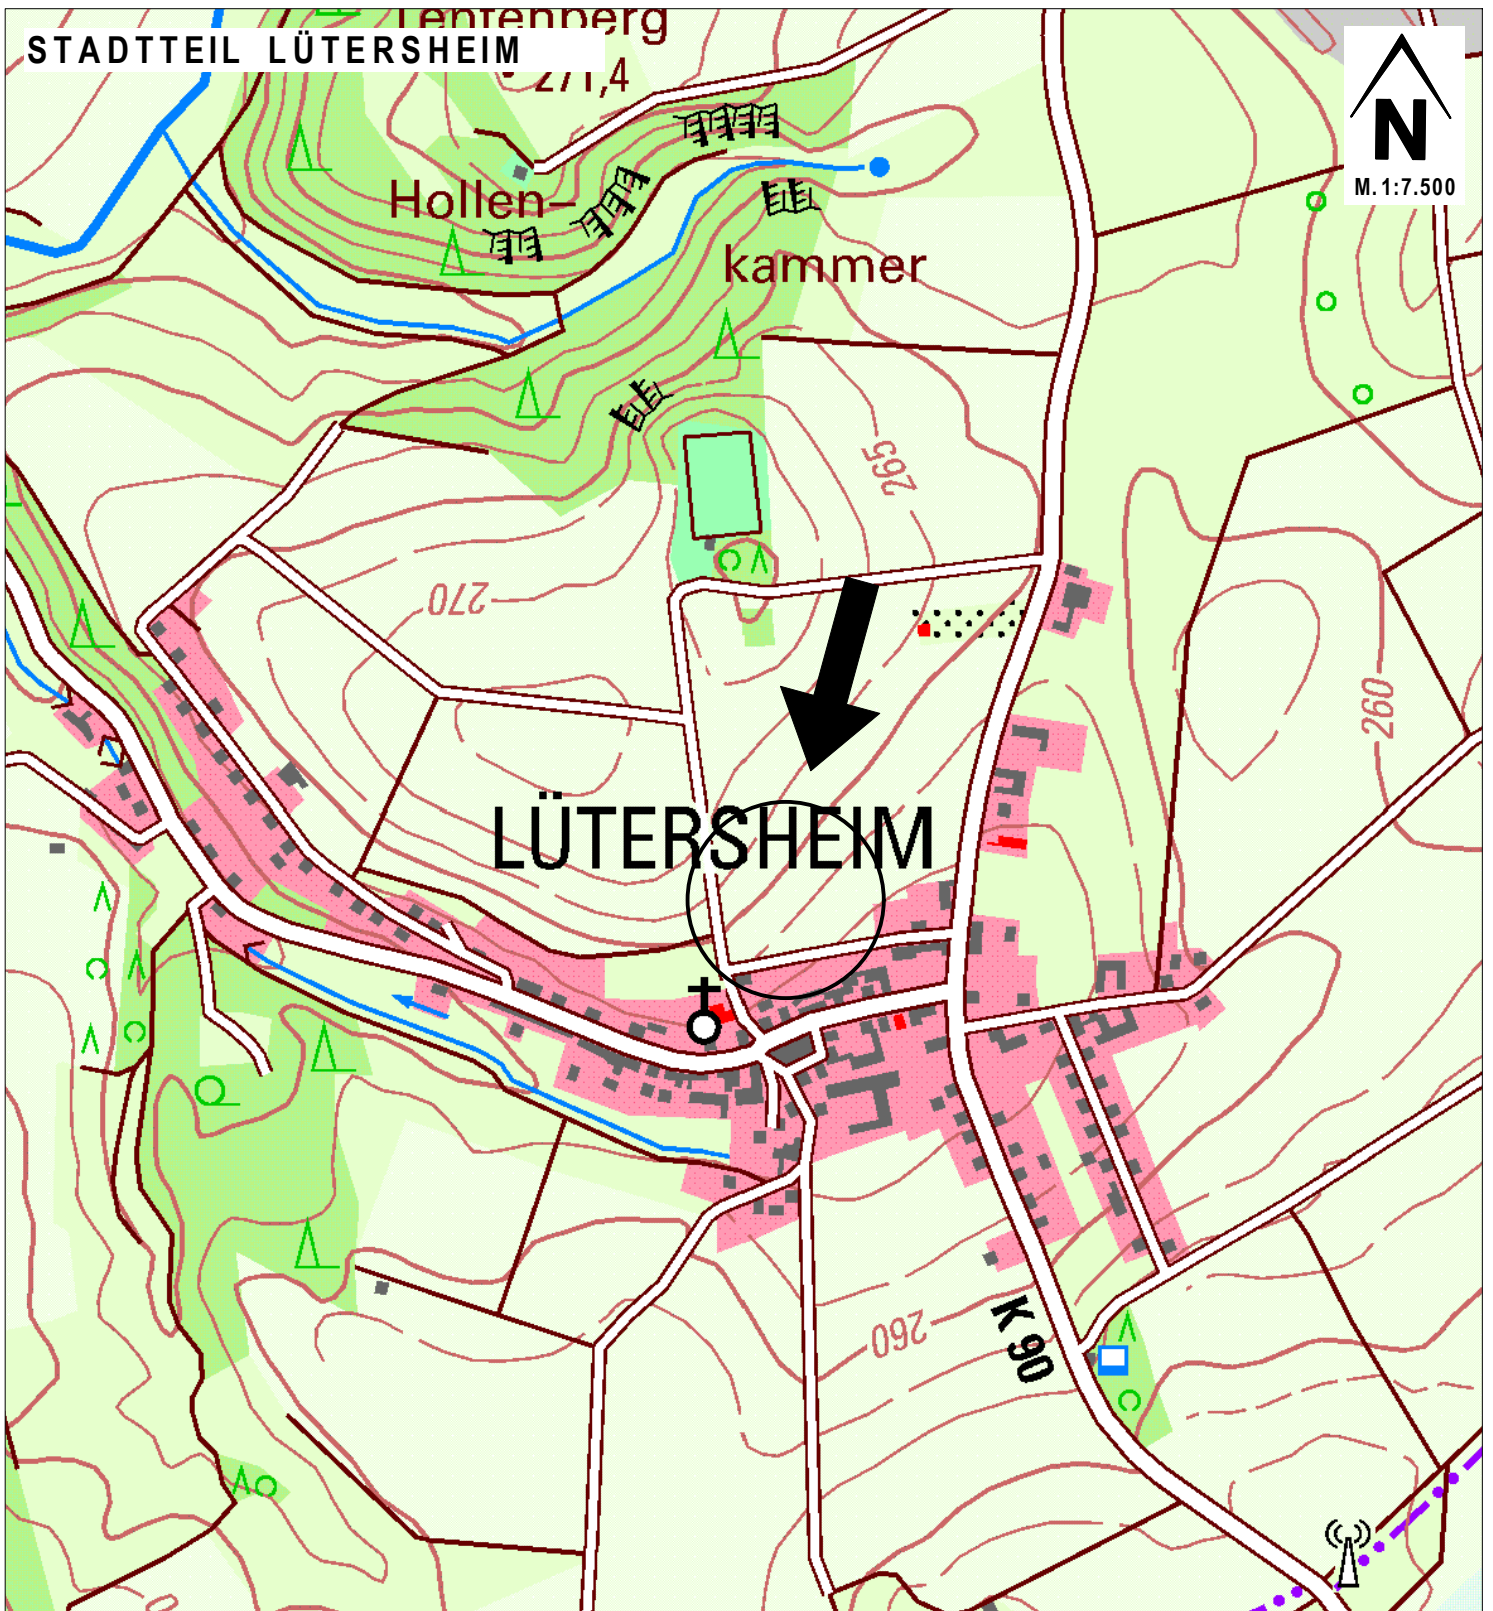 STADTTEIL LÜTERSHEIM
271,4
N
M. 1:7.500
Hollen-
kammer
265
270
260
LÜTERSHEIM
260
K 90